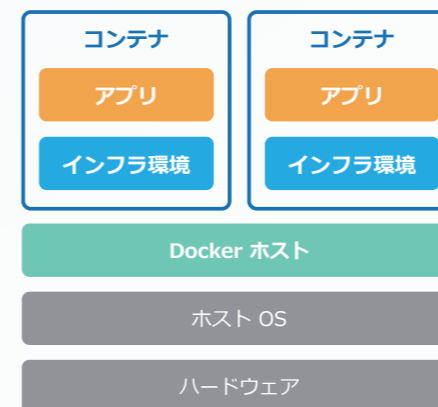 コンテナ
コンテナ
アプリ
アプリ
インフラ環境
インフラ環境
Docker ホスト
ホスト OS
ハードウェア